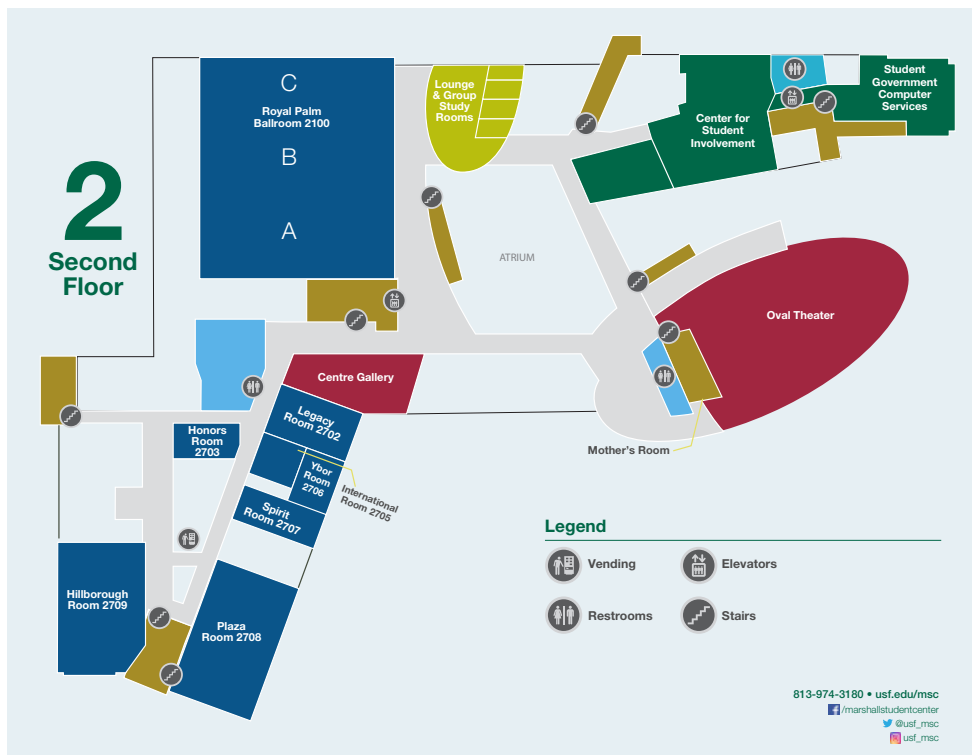 2
Second
Floor
C
Royal Palm
Ballroom 2100
B
A
Lounge
& Group
Study
Rooms
Center for
Student
Involvement
Student
Government
Computer
Services
ATRIUM
Oval Theater
Centre Gallery
Legacy
Room 2702
Honors
Room
2703
Ybor
Room
2706
International
Room 2705
Spirit
Room 2707
Mother's Room
Hillborough
Room 2709
Plaza
Room 2708
Legend
Vending
Elevators
Restrooms
Stairs
813-974-3180 • usf.edu/msc
/marshallstudentcenter
@usf_msc
usf_msc